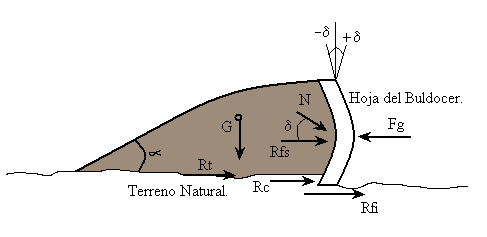 -δ +δ
Hoja del Buldocer.
N
Fg
G
δ
Rfs
α
Rt
Rc
Terreno Natural.
Rfi